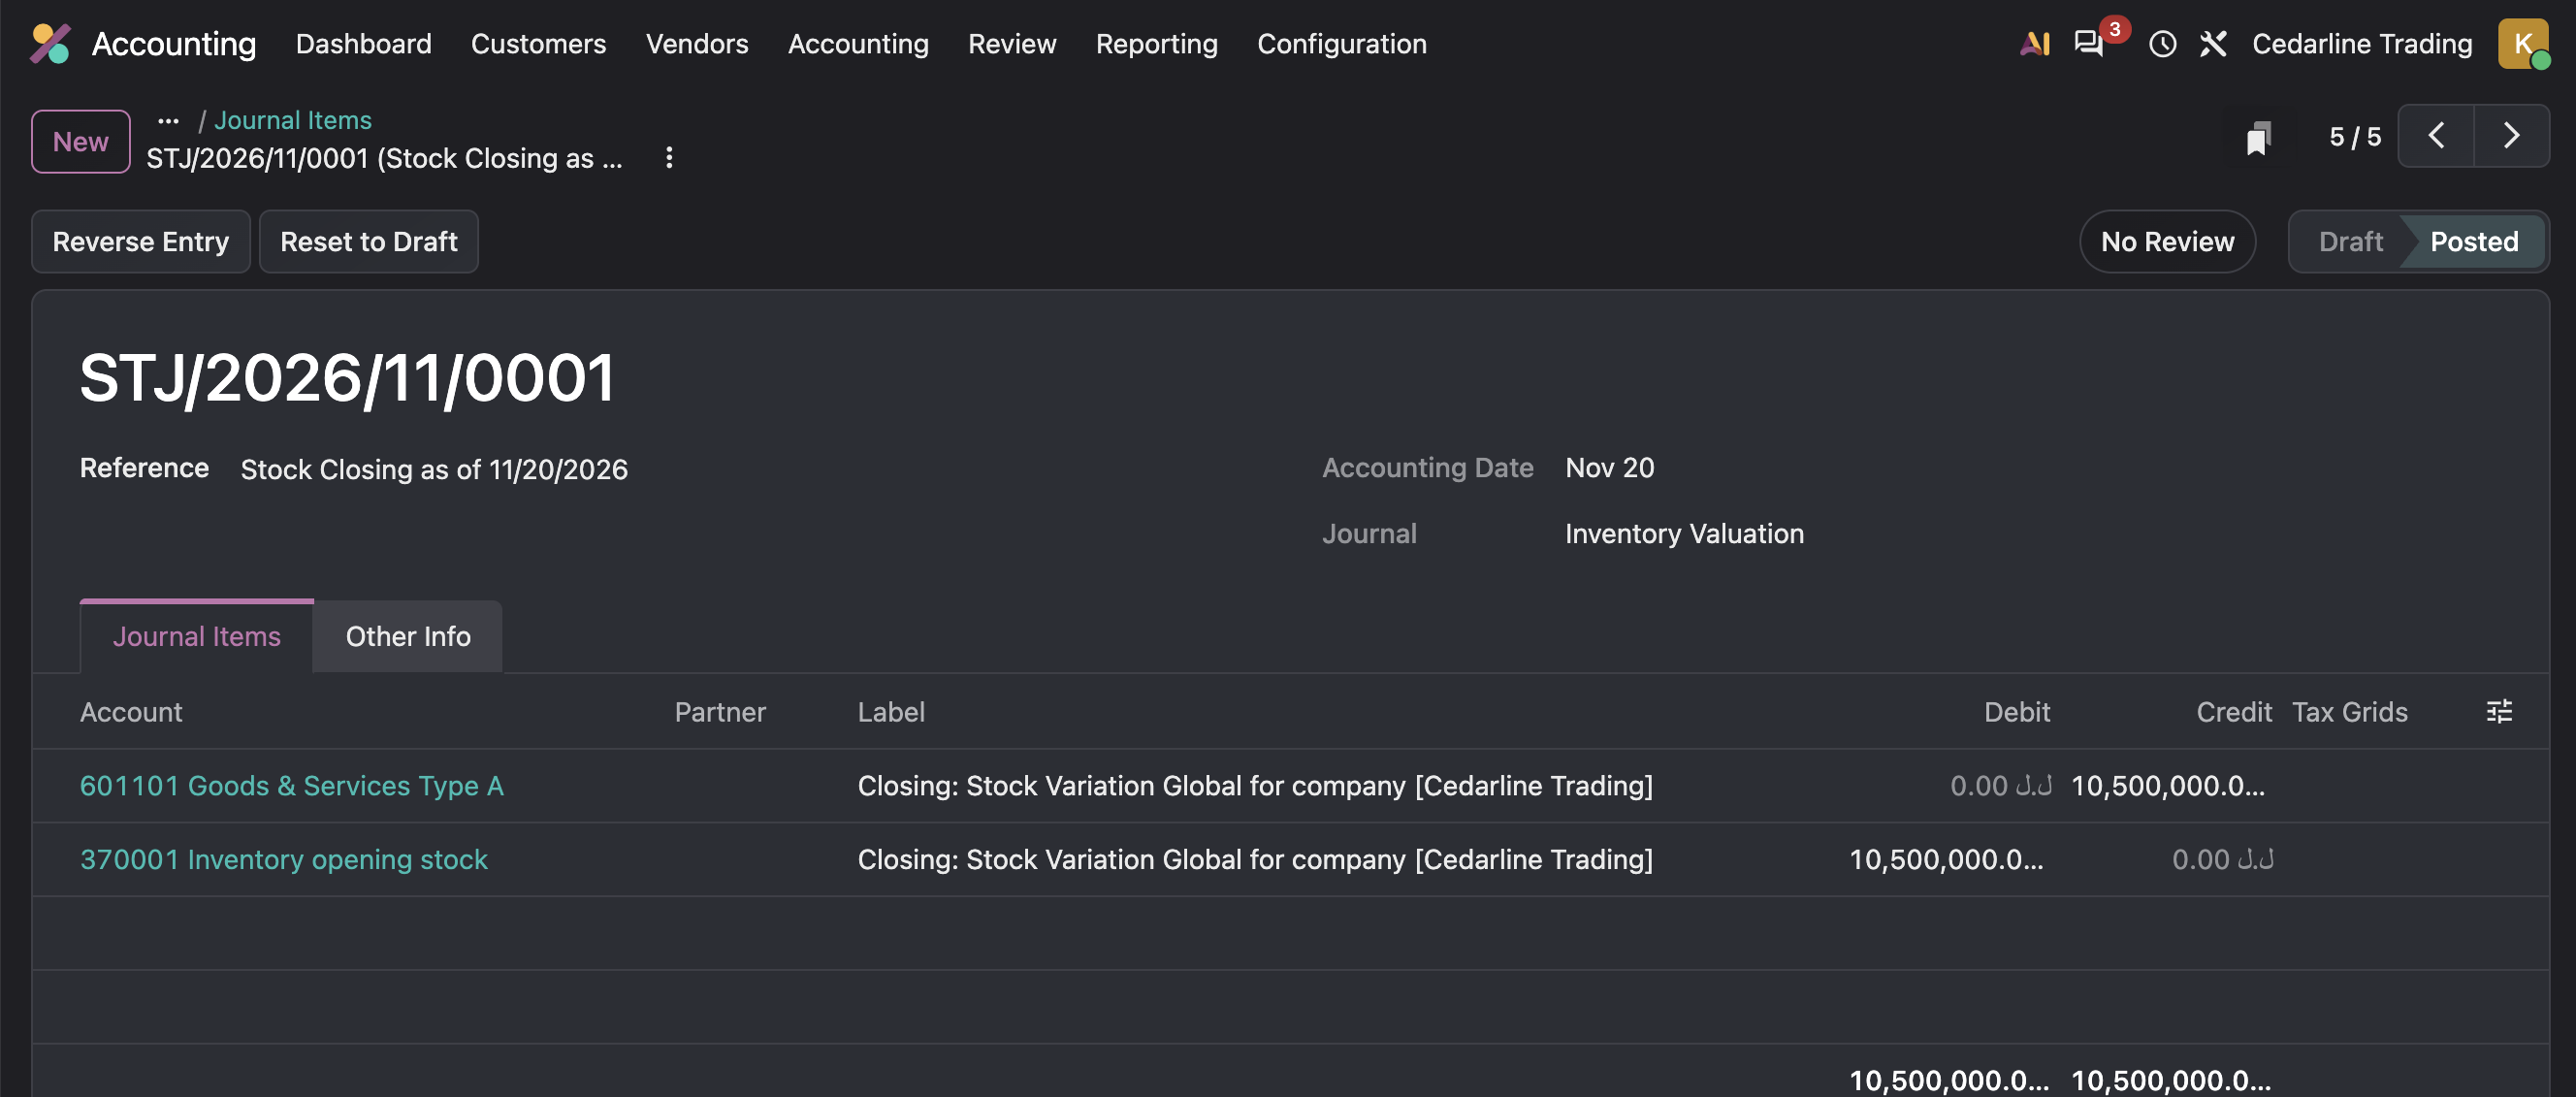 Accounting Dashboard Customers Vendors Accounting Review Reporting Configuration AI 3 Cedarline Trading K
New ... / Journal Items
STJ/2026/11/0001 (Stock Closing as ... 5 / 5
Reverse Entry Reset to Draft No Review Draft Posted
STJ/2026/11/0001
Reference Stock Closing as of 11/20/2026 Accounting Date Nov 20
Journal Inventory Valuation
Journal Items Other Info
Account Partner Label Debit Credit Tax Grids
601101 Goods & Services Type A Closing: Stock Variation Global for company [Cedarline Trading] 0.00 ل.ل 10,500,000.0...
370001 Inventory opening stock Closing: Stock Variation Global for company [Cedarline Trading] 10,500,000.0... 0.00 ل.ل
10,500,000.0... 10,500,000.0...